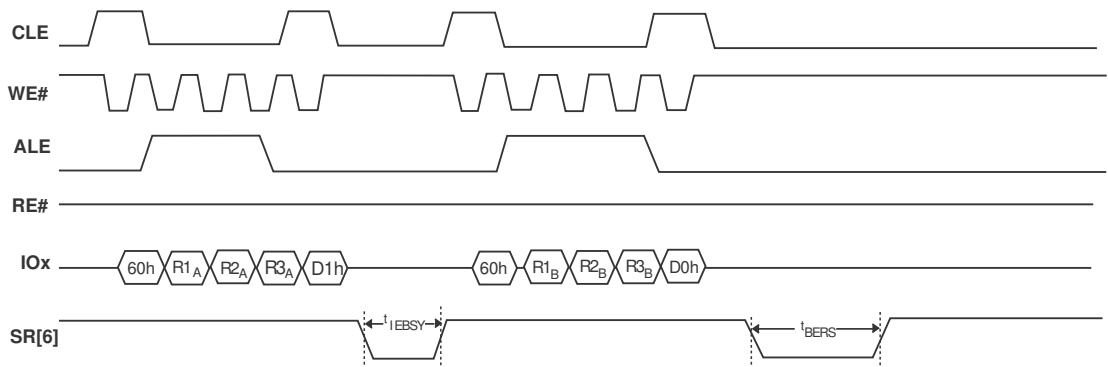 CLE
WE#
ALE
RE#
IOx 60h R1A R2A R3A D1h 60h R1B R2B R3B D0h
SR[6] tIEBSY tBERS